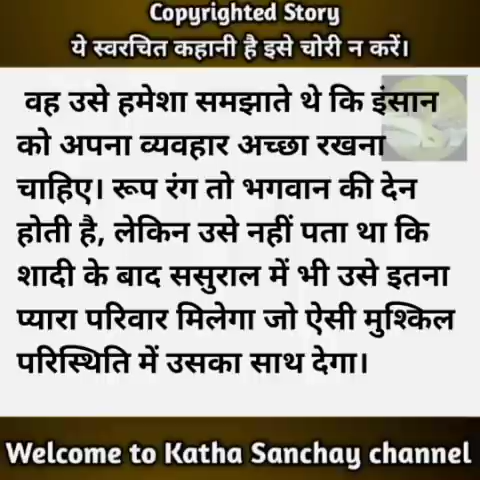 Copyrighted Story
ये स्वरचित कहानी है इसे चोरी न करें।
वह उसे हमेशा समझाते थे कि इंसान
को अपना व्यवहार अच्छा रखना
चाहिए। रूप रंग तो भगवान की देन
होती है, लेकिन उसे नहीं पता था कि
शादी के बाद ससुराल में भी उसे इतना
प्यारा परिवार मिलेगा जो ऐसी मुश्किल
परिस्थिति में उसका साथ देगा।
Welcome to Katha Sanchay channel